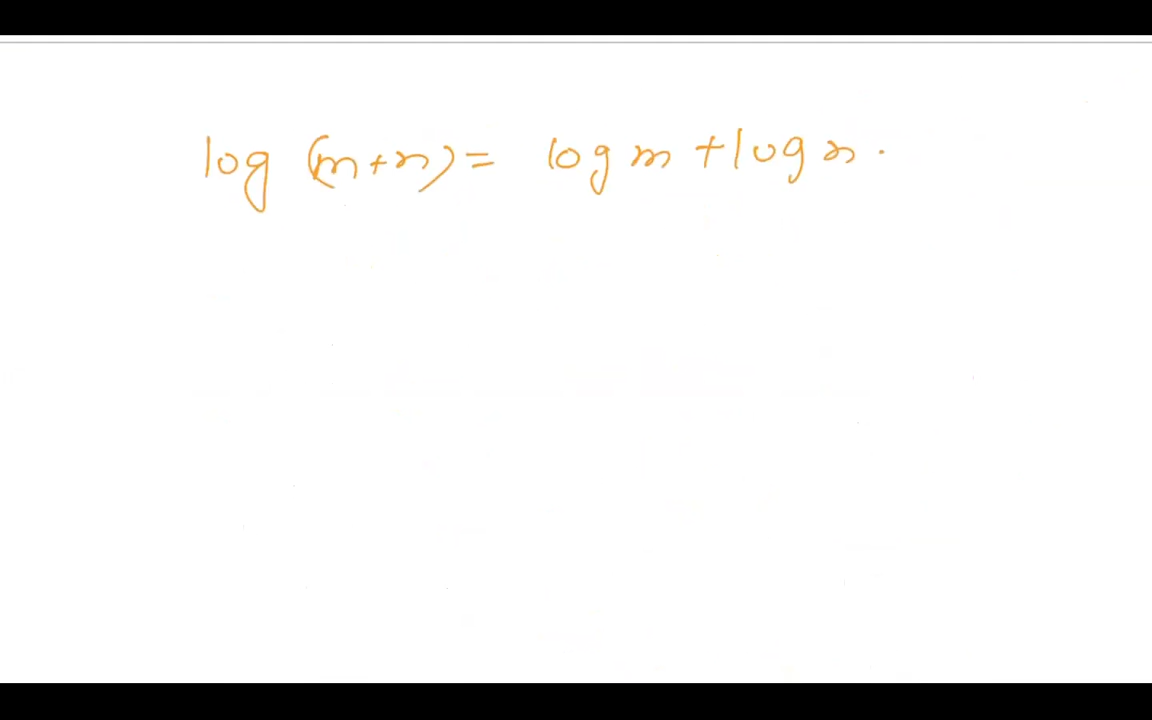 log (m+n) = log m + log n .